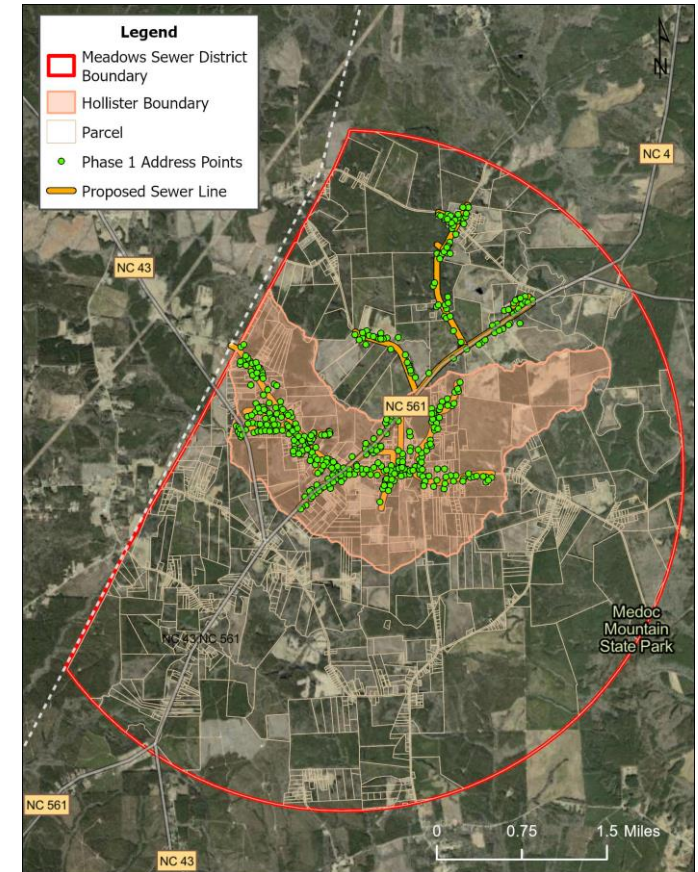 Legend
Meadows Sewer District
Boundary
Hollister Boundary
Parcel
Phase 1 Address Points
Proposed Sewer Line
N
NC 4
NC 43
NC 561
Medoc
Mountain
State Park
NC 43 NC 561
NC 561
0 0.75 1.5 Miles
NC 43